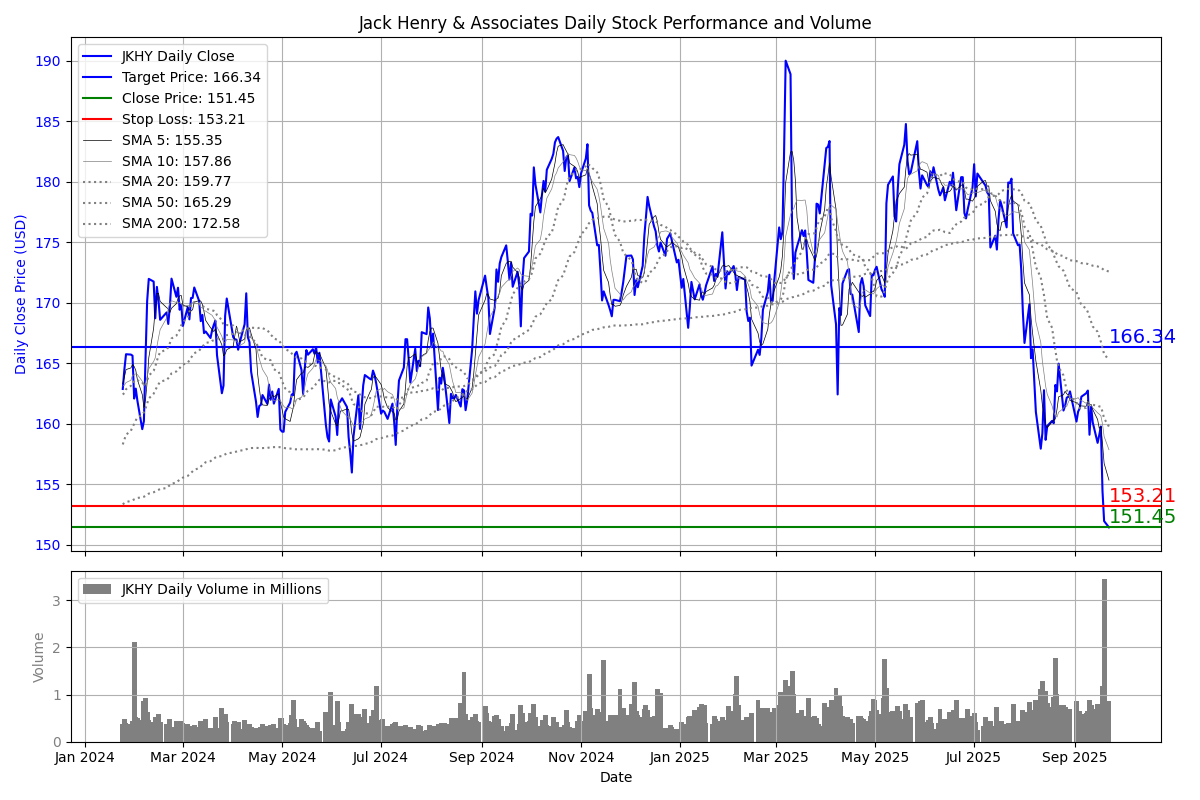 Jack Henry & Associates Daily Stock Performance and Volume
JKHY Daily Close
Target Price: 166.34
Close Price: 151.45
Stop Loss: 153.21
SMA 5: 155.35
SMA 10: 157.86
SMA 20: 159.77
SMA 50: 165.29
SMA 200: 172.58
190
185
180
175
170
165
160
155
150
Daily Close Price (USD)
166.34
153.21
151.45
JKHY Daily Volume in Millions
3
2
1
0
Volume
Jan 2024
Mar 2024
May 2024
Jul 2024
Sep 2024
Nov 2024
Jan 2025
Mar 2025
May 2025
Jul 2025
Sep 2025
Date